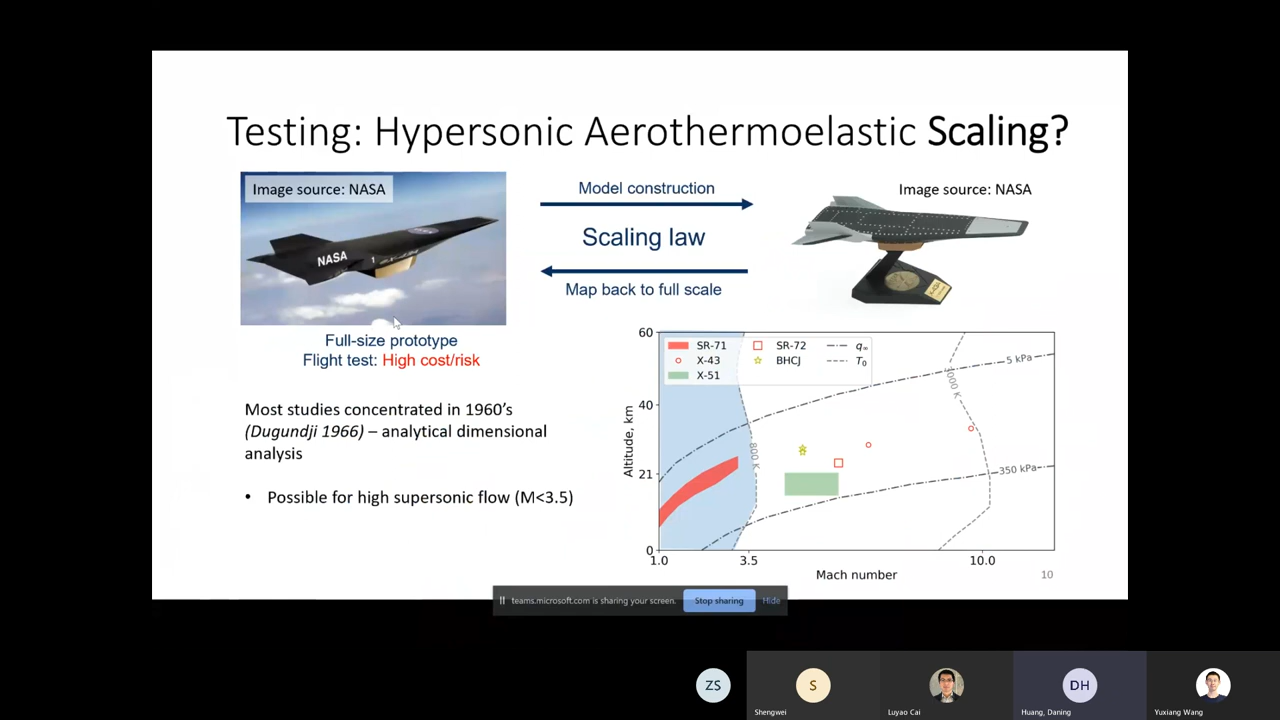 Testing: Hypersonic Aerothermoelastic Scaling?
Image source: NASA
NASA
Model construction
Scaling law
Map back to full scale
Image source: NASA
Full-size prototype
Flight test: High cost/risk
Most studies concentrated in 1960's
(Dugundji 1966) – analytical dimensional
analysis
• Possible for high supersonic flow (M<3.5)
SR-71
X-43
X-51
SR-72
BHCJ
q∞
T₀
5 kPa
350 kPa
800 K
60
40
21
0
Altitude, km
1.0
3.5
10.0
Mach number
10
teams.microsoft.com is sharing your screen.
Stop sharing
Hide
ZS
S
DH
Shengwei
Luyao Cai
Huang, Daning
Yuxiang Wang